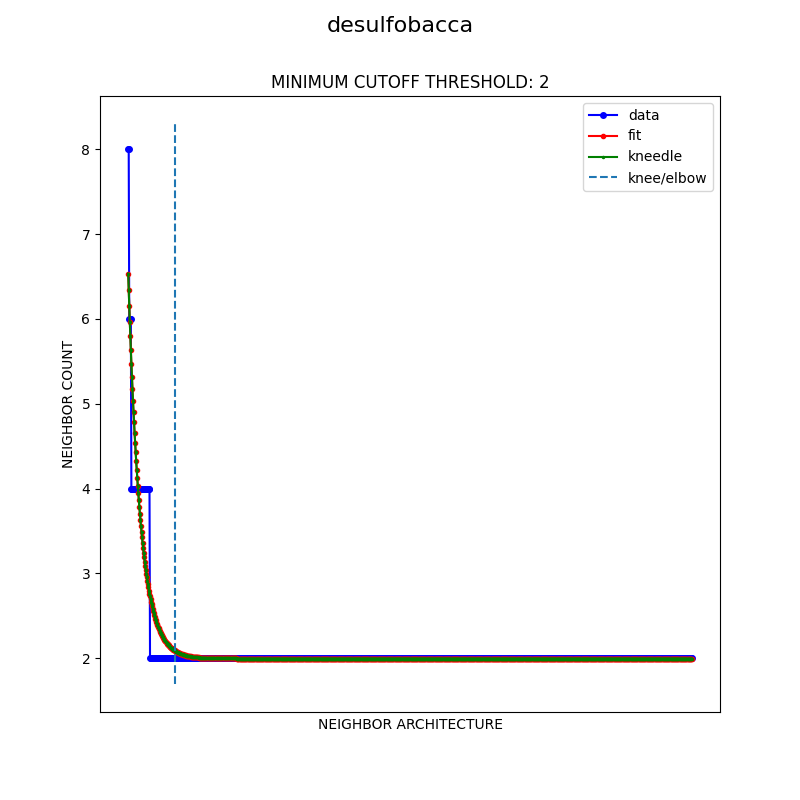 desulfobacca
MINIMUM CUTOFF THRESHOLD: 2
data
fit
kneedle
knee/elbow
8
7
6
5
4
3
2
NEIGHBOR COUNT
NEIGHBOR ARCHITECTURE